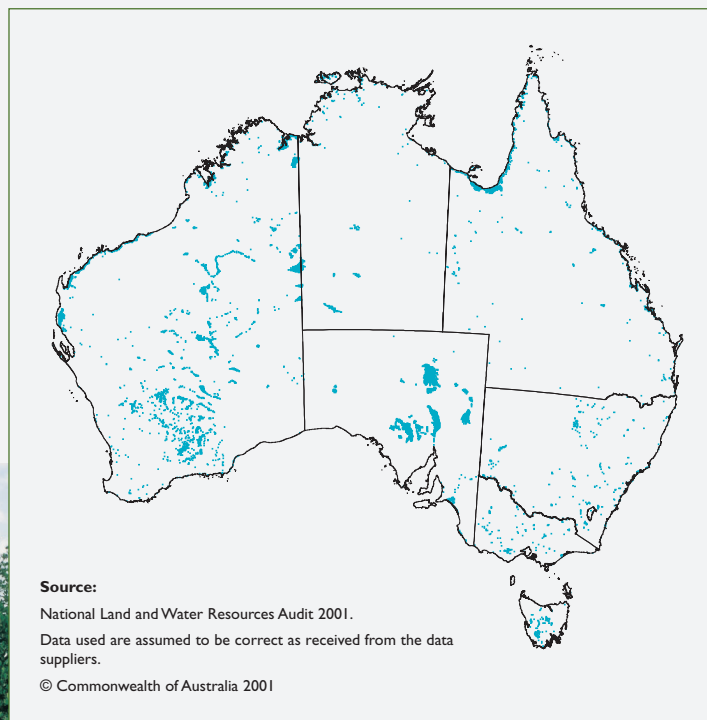 Source:
National Land and Water Resources Audit 2001.
Data used are assumed to be correct as received from the data
suppliers.
© Commonwealth of Australia 2001